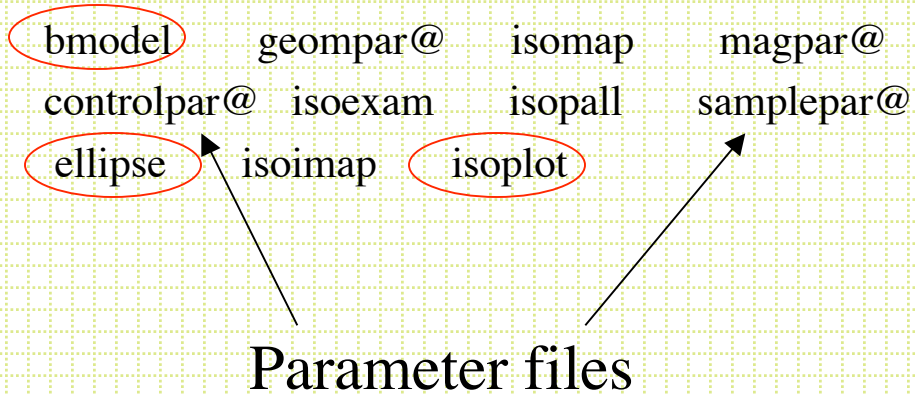 bmodel geompar@ isomap magpar@
controlpar@ isoexam isopall samplepar@
ellipse isoimap isoplot
Parameter files